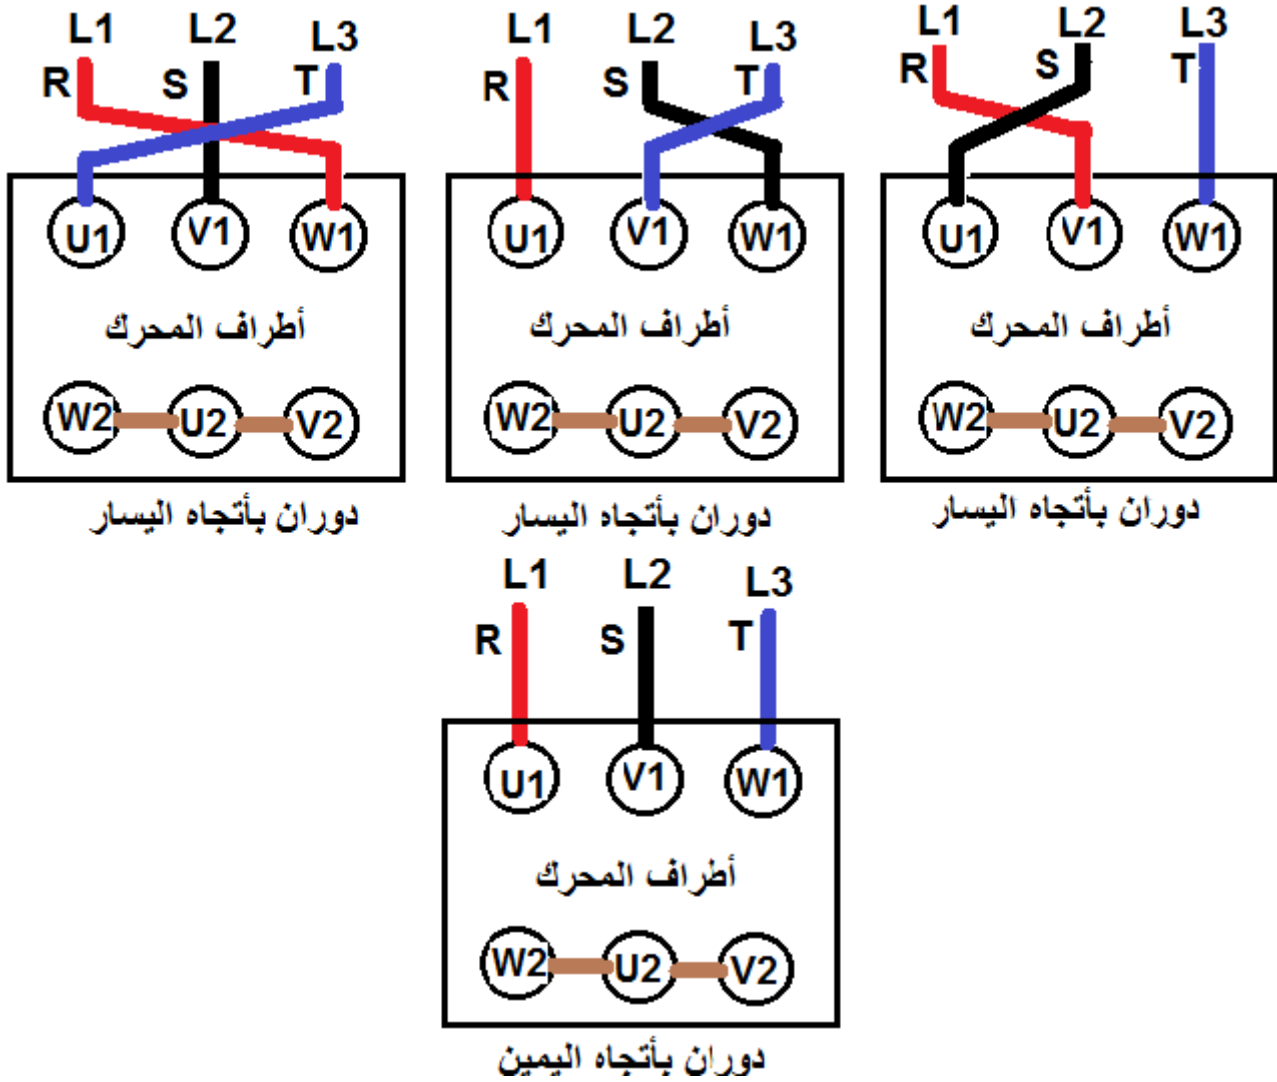 L1 L2 L3
R S T
U1 V1 W1
أطراف المحرك
W2 U2 V2
دوران بأتجاه اليسار
L1 L2 L3
R S T
U1 V1 W1
أطراف المحرك
W2 U2 V2
دوران بأتجاه اليسار
L1 L2 L3
R S T
U1 V1 W1
أطراف المحرك
W2 U2 V2
دوران بأتجاه اليسار
L1 L2 L3
R S T
U1 V1 W1
أطراف المحرك
W2 U2 V2
دوران بأتجاه اليمين